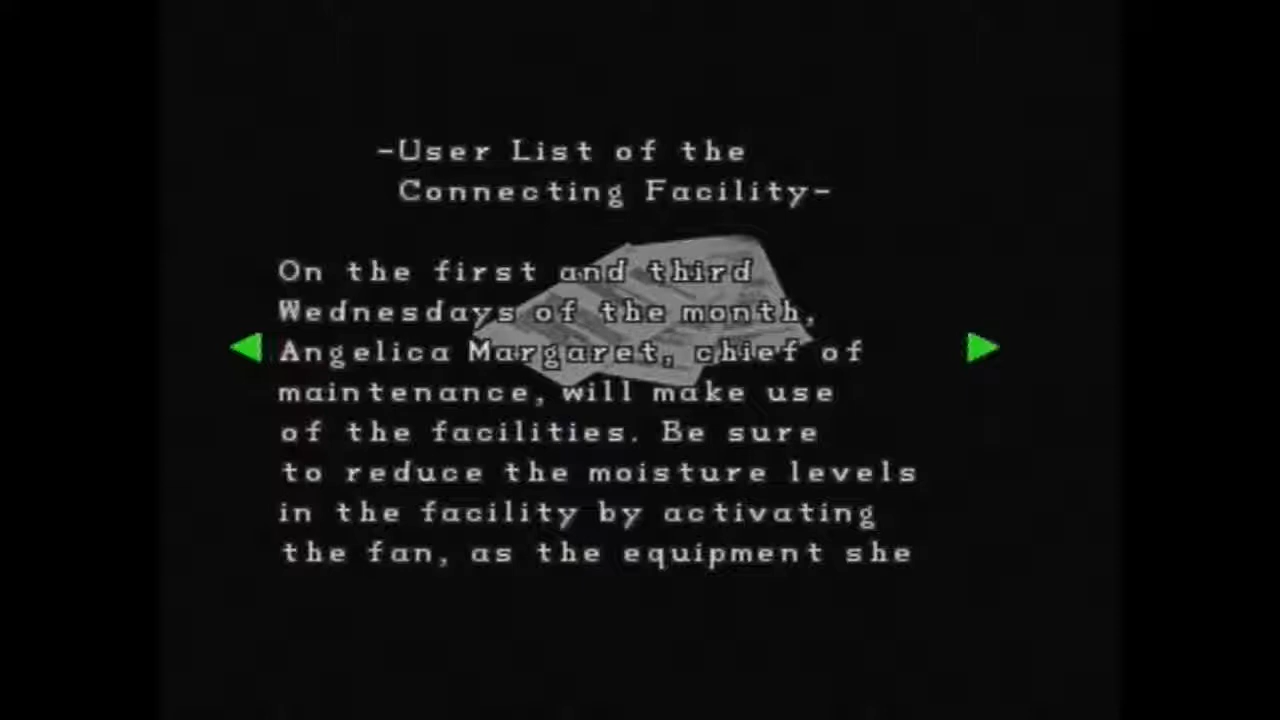 -User List of the
Connecting Facility-
On the first and third
Wednesdays of the month,
Angelica Margaret, chief of
maintenance, will make use
of the facilities. Be sure
to reduce the moisture levels
in the facility by activating
the fan, as the equipment she